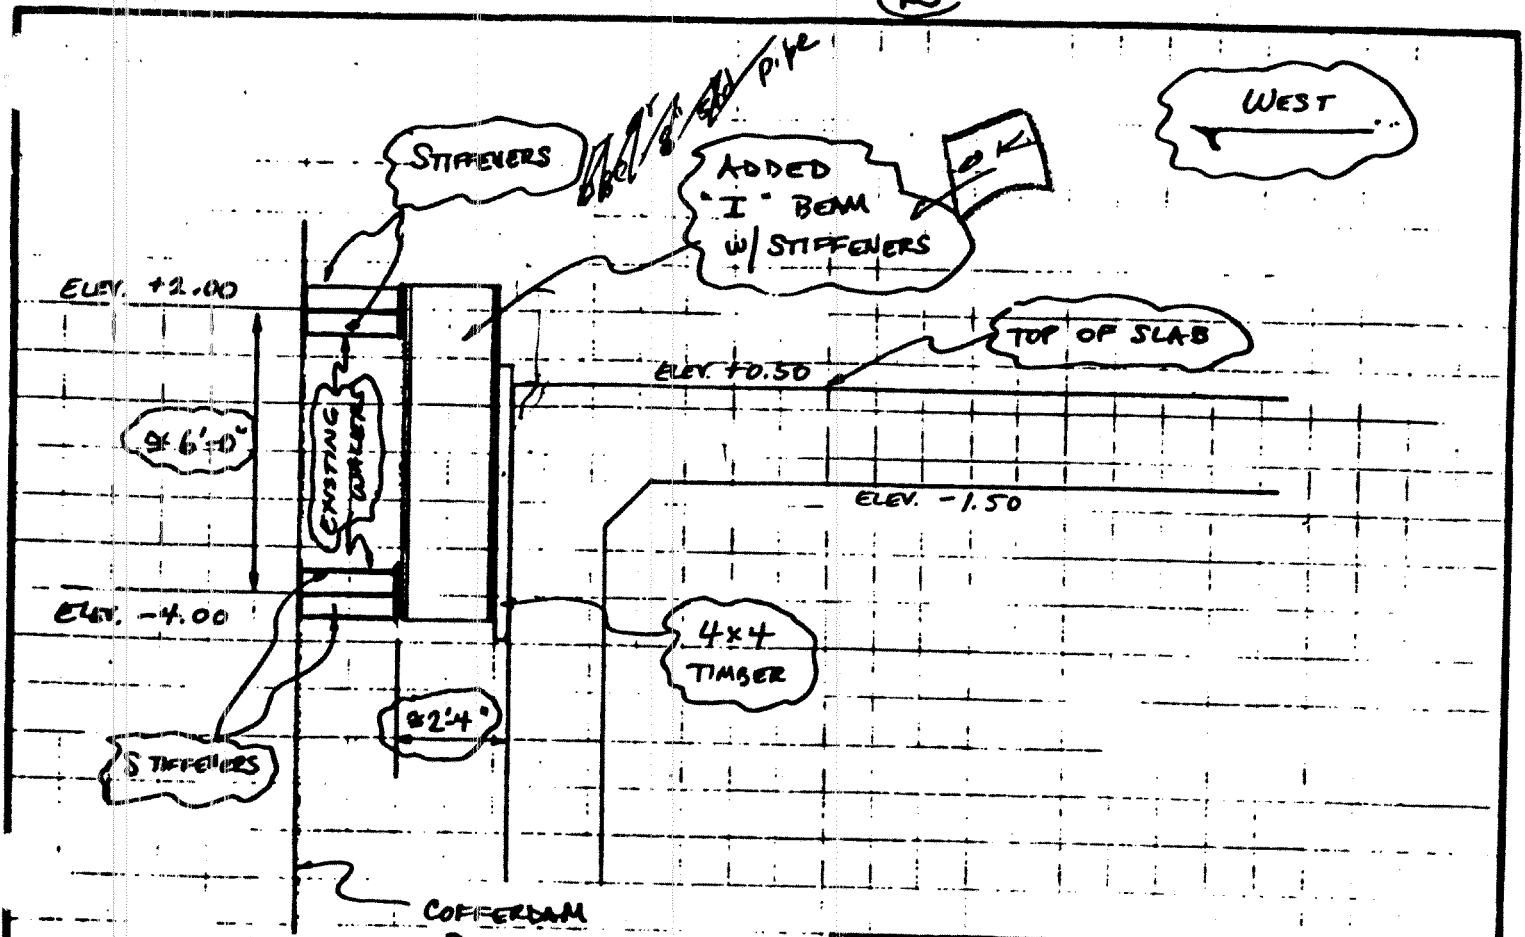 WEST
pipe
STIFFENERS
ADDED
"I" BEAM
w/ STIFFENERS
OK
ELEV. +2.00
TOP OF SLAB
ELEV. +0.50
≅ 6'-0"
EXISTING
WALERS
ELEV. -1.50
ELEV. -4.00
4x4
TIMBER
≅ 2'-4"
STIFFENERS
COFFERDAM